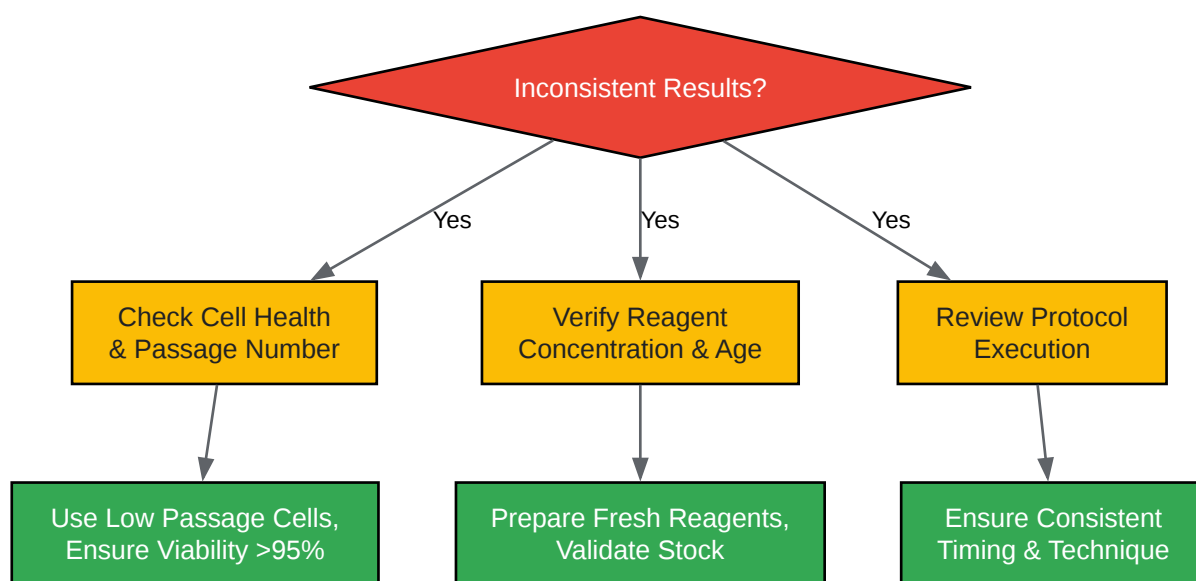 Inconsistent Results?
Yes
Yes
Yes
Check Cell Health
& Passage Number
Verify Reagent
Concentration & Age
Review Protocol
Execution
Use Low Passage Cells,
Ensure Viability >95%
Prepare Fresh Reagents,
Validate Stock
Ensure Consistent
Timing & Technique